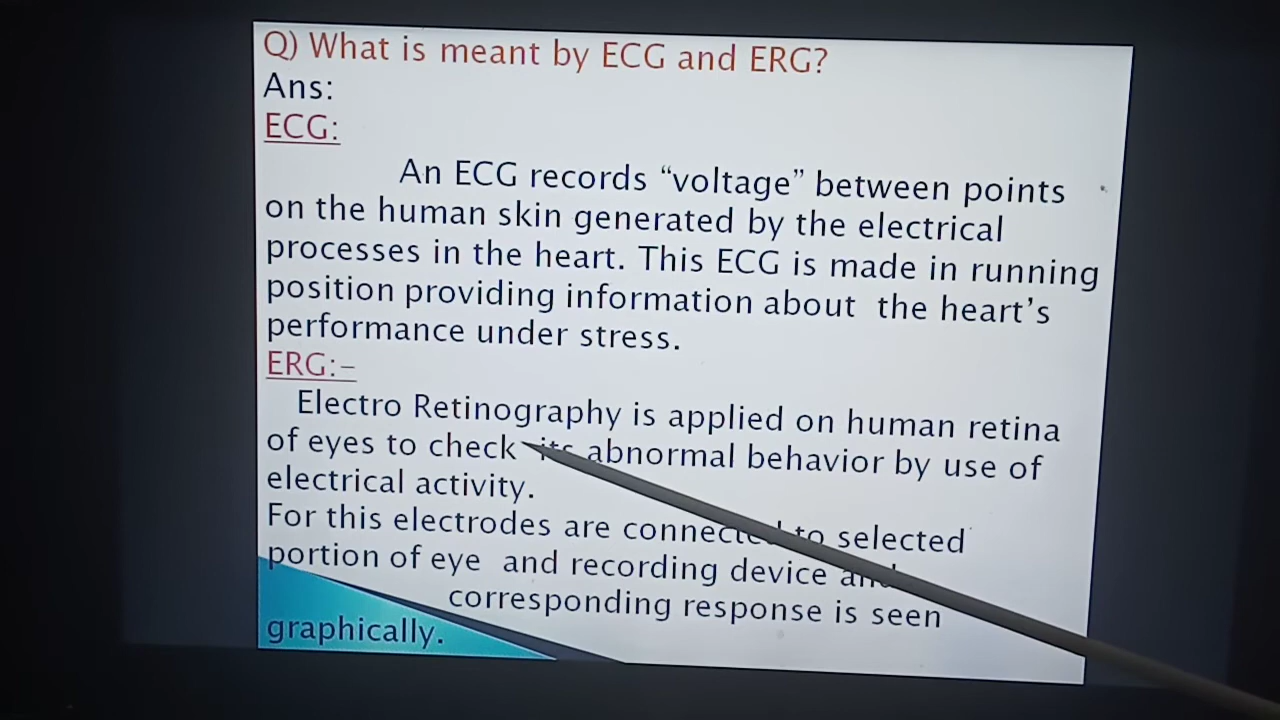 Q) What is meant by ECG and ERG?
Ans:
ECG:
An ECG records “voltage” between points
on the human skin generated by the electrical
processes in the heart. This ECG is made in running
position providing information about the heart’s
performance under stress.
ERG:–
Electro Retinography is applied on human retina
of eyes to check its abnormal behavior by use of
electrical activity.
For this electrodes are connected to selected
portion of eye and recording device and
corresponding response is seen
graphically.